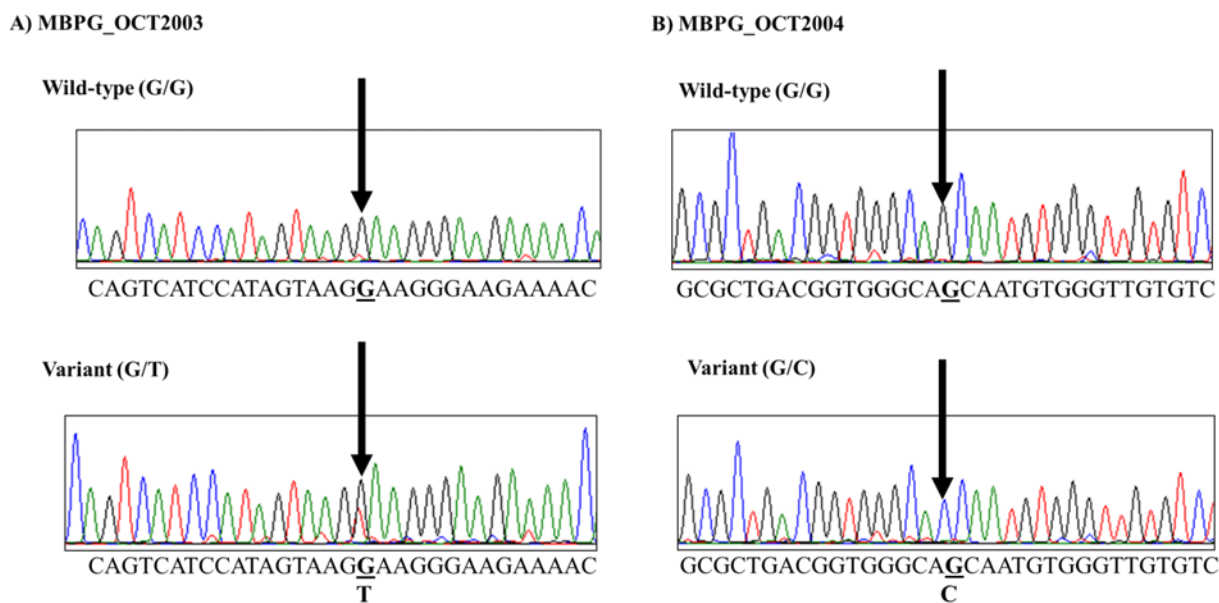 A) MBPG_OCT2003
Wild-type (G/G)
CAGTCATCCATAGTAAGGAAGGGAAGAAAAC
Variant (G/T)
CAGTCATCCATAGTAAGGAAGGGAAGAAAAC
T
B) MBPG_OCT2004
Wild-type (G/G)
GCGCTGACGGTGGGCAGCAATGTGGGTTGTGTC
Variant (G/C)
GCGCTGACGGTGGGCAGCAATGTGGGTTGTGTC
C